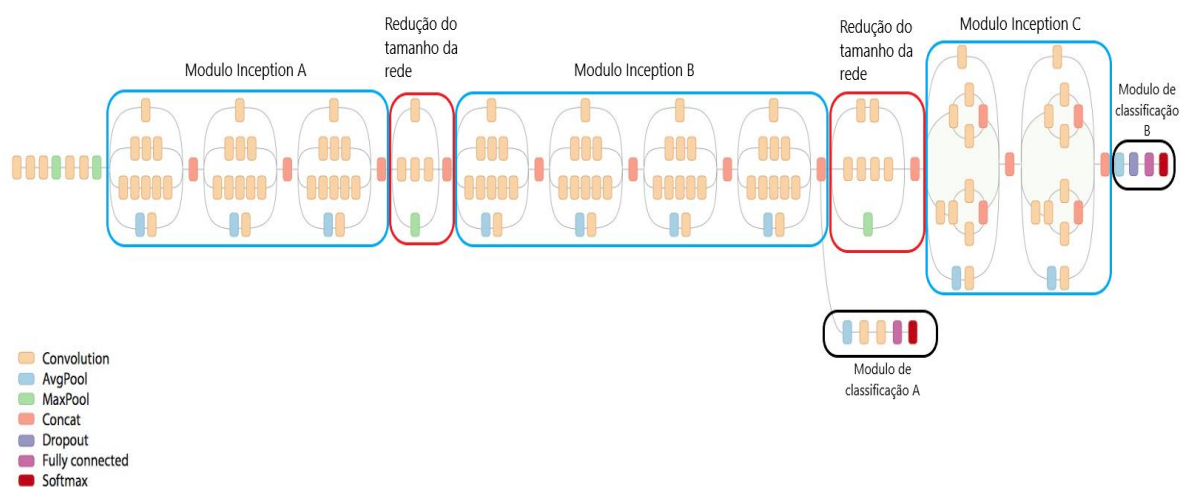 Redução do
tamanho da
rede
Redução do
tamanho da
rede
Modulo Inception C
Modulo Inception A
Modulo Inception B
Modulo de
classificação
B
Modulo de
classificação A
Convolution
AvgPool
MaxPool
Concat
Dropout
Fully connected
Softmax